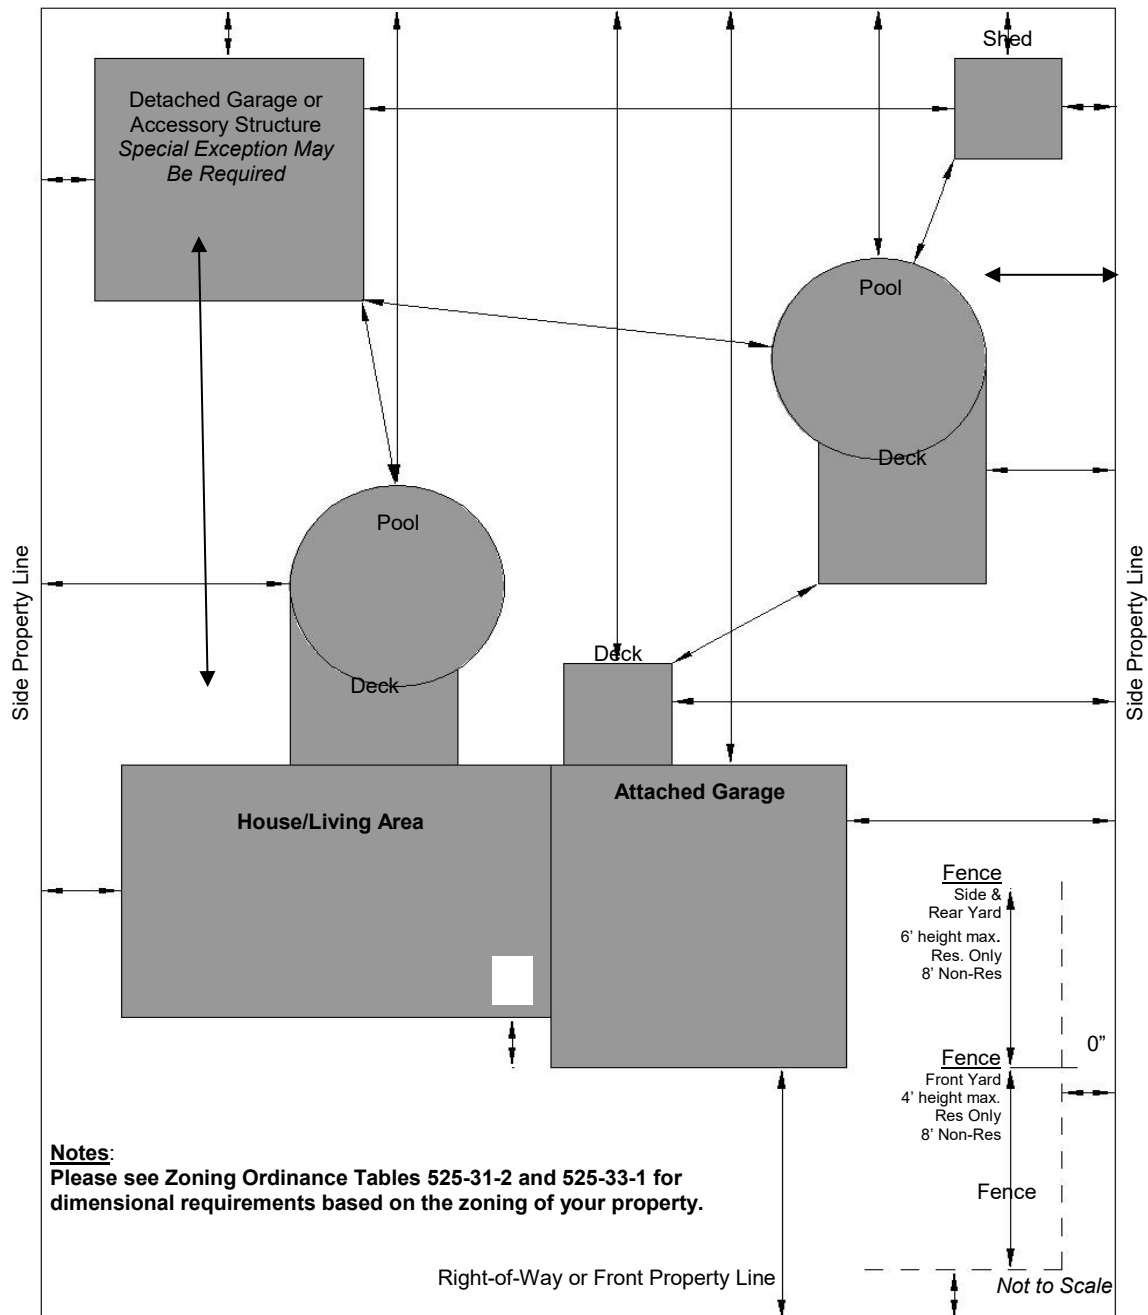 Shed
Detached Garage or
Accessory Structure
Special Exception May
Be Required
Pool
Deck
Pool
Side Property Line
Side Property Line
Deck
Deck
Attached Garage
House/Living Area
Fence
Side &
Rear Yard
6' height max.
Res. Only
8' Non-Res
0”
Fence
Front Yard
4' height max.
Res Only
8' Non-Res
Notes:
Please see Zoning Ordinance Tables 525-31-2 and 525-33-1 for
dimensional requirements based on the zoning of your property.
Fence
Right-of-Way or Front Property Line
Not to Scale